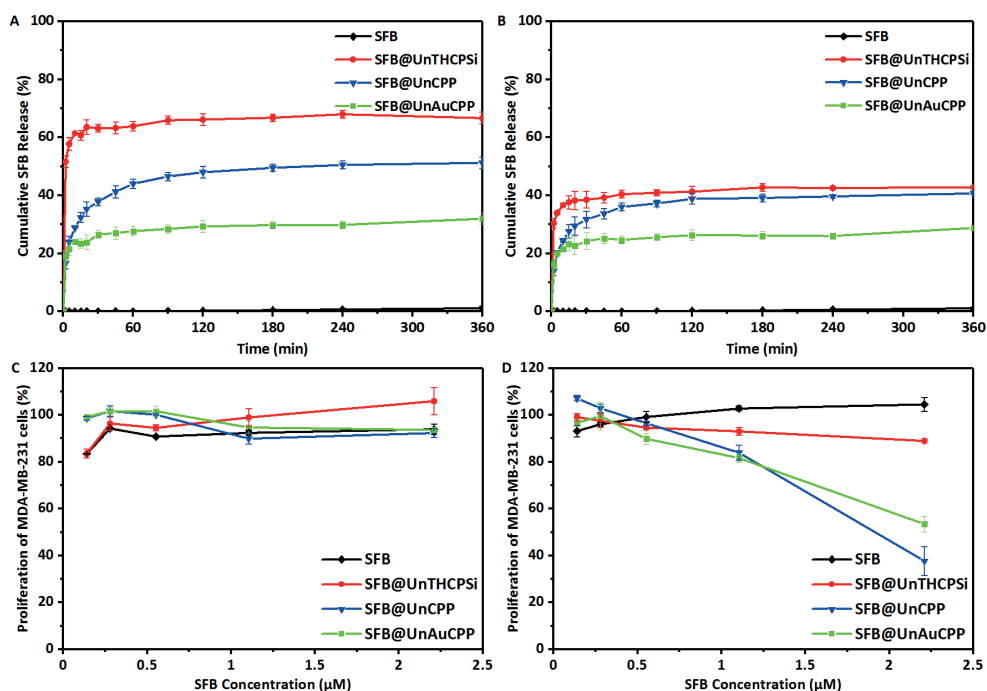 A
Cumulative SFB Release (%)
100
80
60
40
20
0
0 60 120 180 240 300 360
Time (min)
SFB
SFB@UnTHCPSi
SFB@UnCPP
SFB@UnAuCPP
B
Cumulative SFB Release (%)
100
80
60
40
20
0
0 60 120 180 240 300 360
Time (min)
SFB
SFB@UnTHCPSi
SFB@UnCPP
SFB@UnAuCPP
C
Proliferation of MDA-MB-231 cells (%)
120
100
80
60
40
20
0
0 0.5 1 1.5 2 2.5
SFB Concentration (μM)
SFB
SFB@UnTHCPSi
SFB@UnCPP
SFB@UnAuCPP
D
Proliferation of MDA-MB-231 cells (%)
120
100
80
60
40
20
0
0 0.5 1 1.5 2 2.5
SFB Concentration (μM)
SFB
SFB@UnTHCPSi
SFB@UnCPP
SFB@UnAuCPP